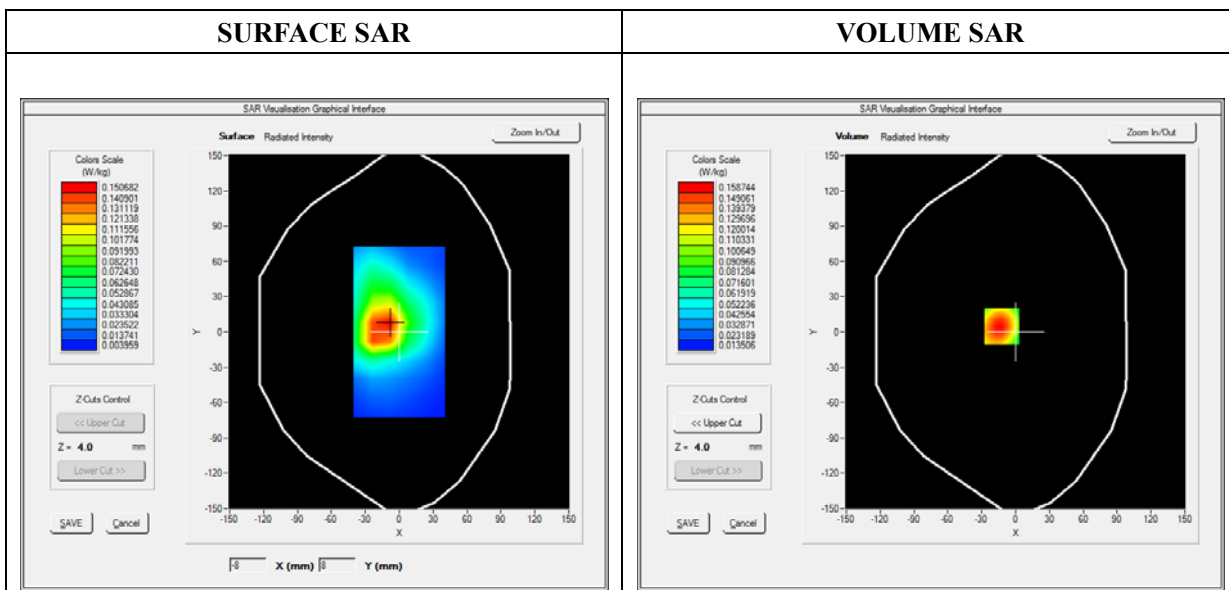 SURFACE SAR
VOLUME SAR
SAR Visualisation Graphical Interface
Surface Radiated Intensity
Zoom In/Out
Colors Scale
(W/kg)
0.150682
0.140901
0.131119
0.121338
0.111556
0.101774
0.091993
0.082211
0.072430
0.062648
0.052867
0.043085
0.033304
0.023522
0.013741
0.003959
Z-Cuts Control
<< Upper Cut
Z = 4.0 mm
Lower Cut >>
SAVE Cancel
150
120
90
60
30
0
-30
-60
-90
-120
-150
Y
-150 -120 -90 -60 -30 0 30 60 90 120 150
X
-8 X (mm) 8 Y (mm)
SAR Visualisation Graphical Interface
Volume Radiated Intensity
Zoom In/Out
Colors Scale
(W/kg)
0.158744
0.149061
0.139379
0.129696
0.120014
0.110331
0.100649
0.090966
0.081284
0.071601
0.061919
0.052236
0.042554
0.032871
0.023189
0.013506
Z-Cuts Control
<< Upper Cut
Z = 4.0 mm
Lower Cut >>
SAVE Cancel
150
120
90
60
30
0
-30
-60
-90
-120
-150
Y
-150 -120 -90 -60 -30 0 30 60 90 120 150
X